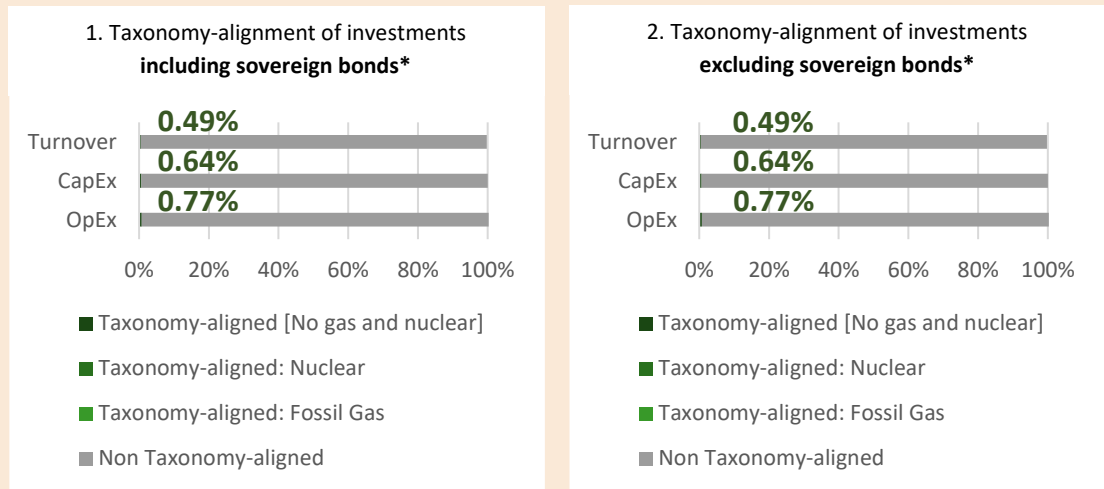 1. Taxonomy-alignment of investments
including sovereign bonds*
Turnover 0.49%
CapEx 0.64%
OpEx 0.77%
0% 20% 40% 60% 80% 100%
Taxonomy-aligned [No gas and nuclear]
Taxonomy-aligned: Nuclear
Taxonomy-aligned: Fossil Gas
Non Taxonomy-aligned
2. Taxonomy-alignment of investments
excluding sovereign bonds*
Turnover 0.49%
CapEx 0.64%
OpEx 0.77%
0% 20% 40% 60% 80% 100%
Taxonomy-aligned [No gas and nuclear]
Taxonomy-aligned: Nuclear
Taxonomy-aligned: Fossil Gas
Non Taxonomy-aligned